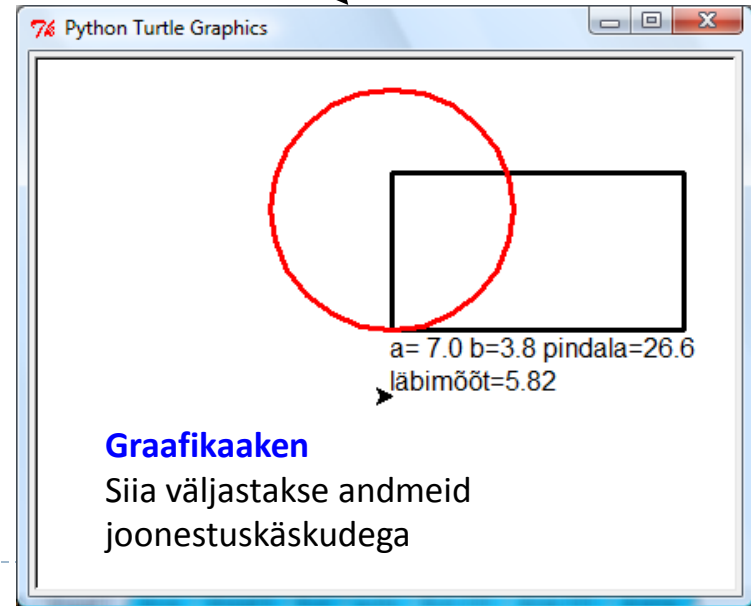 Python Turtle Graphics
a= 7.0 b=3.8 pindala=26.6
läbimõõt=5.82
Graafikaaken
Siia väljastakse andmeid
joonestuskäskudega